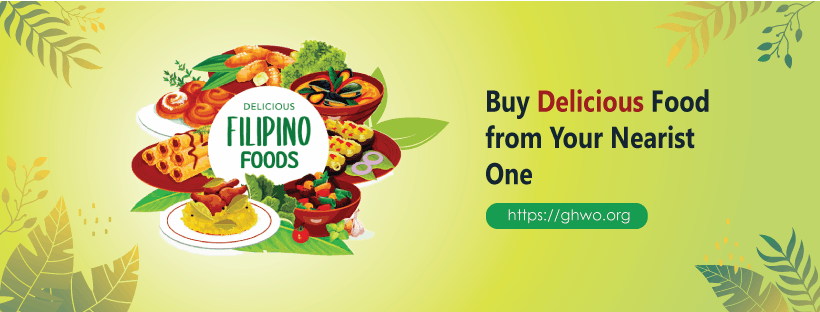 DELICIOUS
FILIPINO
FOODS
Buy Delicious Food
from Your Nearist
One
https://ghwo.org